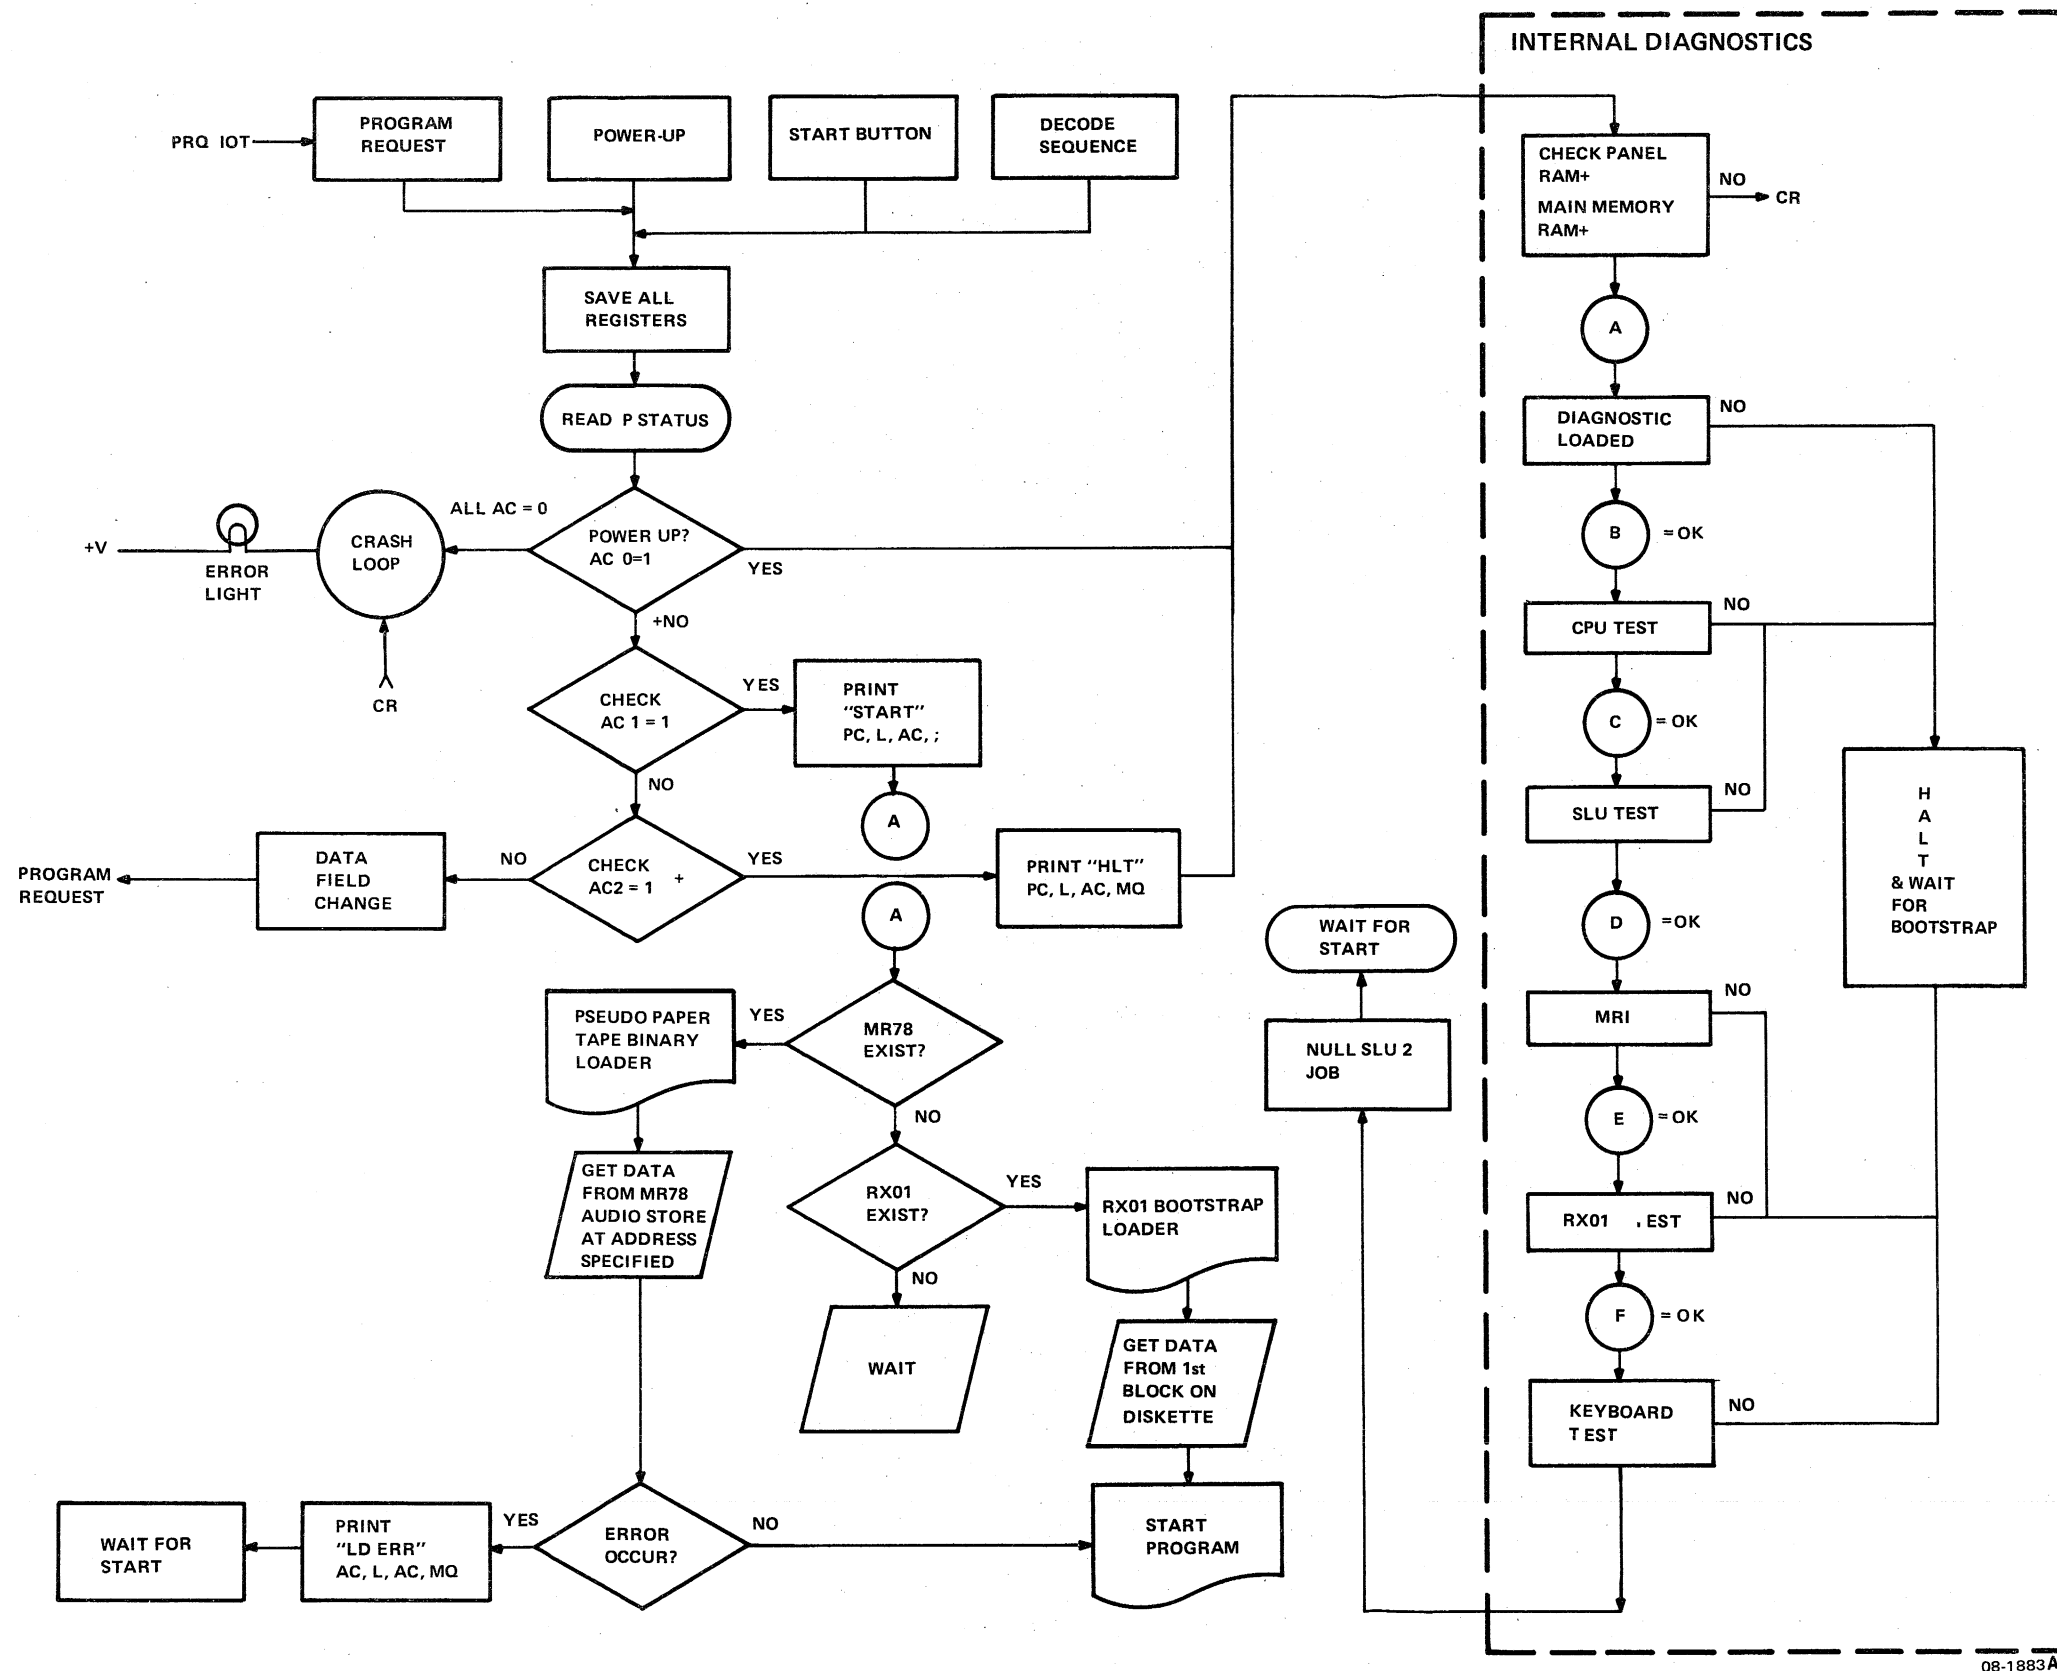 INTERNAL DIAGNOSTICS
PRQ IOT
PROGRAM
REQUEST
POWER-UP
START BUTTON
DECODE
SEQUENCE
SAVE ALL
REGISTERS
READ P STATUS
ALL AC = 0
POWER UP?
AC 0=1
YES
+NO
+V
ERROR
LIGHT
CRASH
LOOP
CR
CHECK
AC 1 = 1
YES
NO
PRINT
“START”
PC, L, AC, ;
A
CHECK
AC2 = 1 +
NO
YES
DATA
FIELD
CHANGE
PROGRAM
REQUEST
PRINT “HLT”
PC, L, AC, MQ
A
MR78
EXIST?
YES
NO
PSEUDO PAPER
TAPE BINARY
LOADER
GET DATA
FROM MR78
AUDIO STORE
AT ADDRESS
SPECIFIED
RX01
EXIST?
YES
NO
WAIT
RX01 BOOTSTRAP
LOADER
GET DATA
FROM 1st
BLOCK ON
DISKETTE
START
PROGRAM
ERROR
OCCUR?
YES
NO
PRINT
“LD ERR”
AC, L, AC, MQ
WAIT FOR
START
WAIT FOR
START
NULL SLU 2
JOB
CHECK PANEL
RAM+
MAIN MEMORY
RAM+
NO
CR
A
DIAGNOSTIC
LOADED
NO
B
= OK
CPU TEST
NO
C
= OK
SLU TEST
NO
D
= OK
MRI
NO
E
= OK
RX01 . EST
NO
F
= OK
KEYBOARD
TEST
NO
H
A
L
T
& WAIT
FOR
BOOTSTRAP
08-1883A